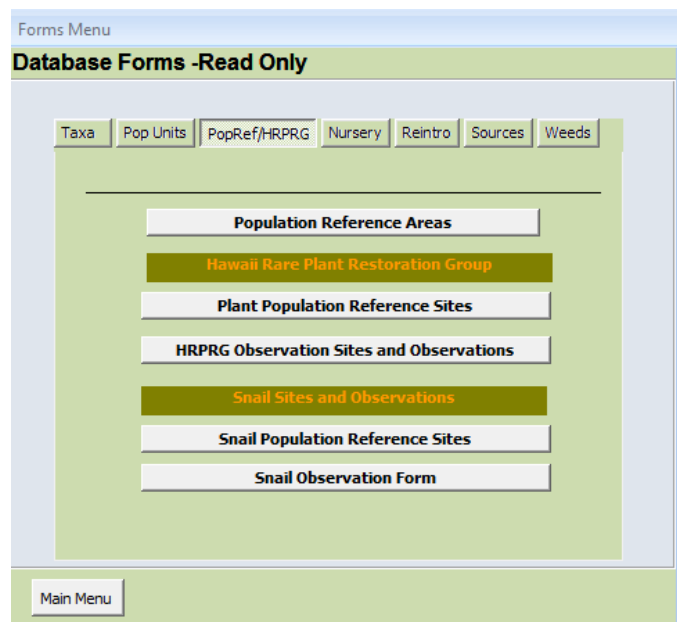 Forms Menu
Database Forms -Read Only
Taxa Pop Units PopRef/HRPRG Nursery Reintro Sources Weeds
Population Reference Areas
Hawaii Rare Plant Restoration Group
Plant Population Reference Sites
HRPRG Observation Sites and Observations
Snail Sites and Observations
Snail Population Reference Sites
Snail Observation Form
Main Menu